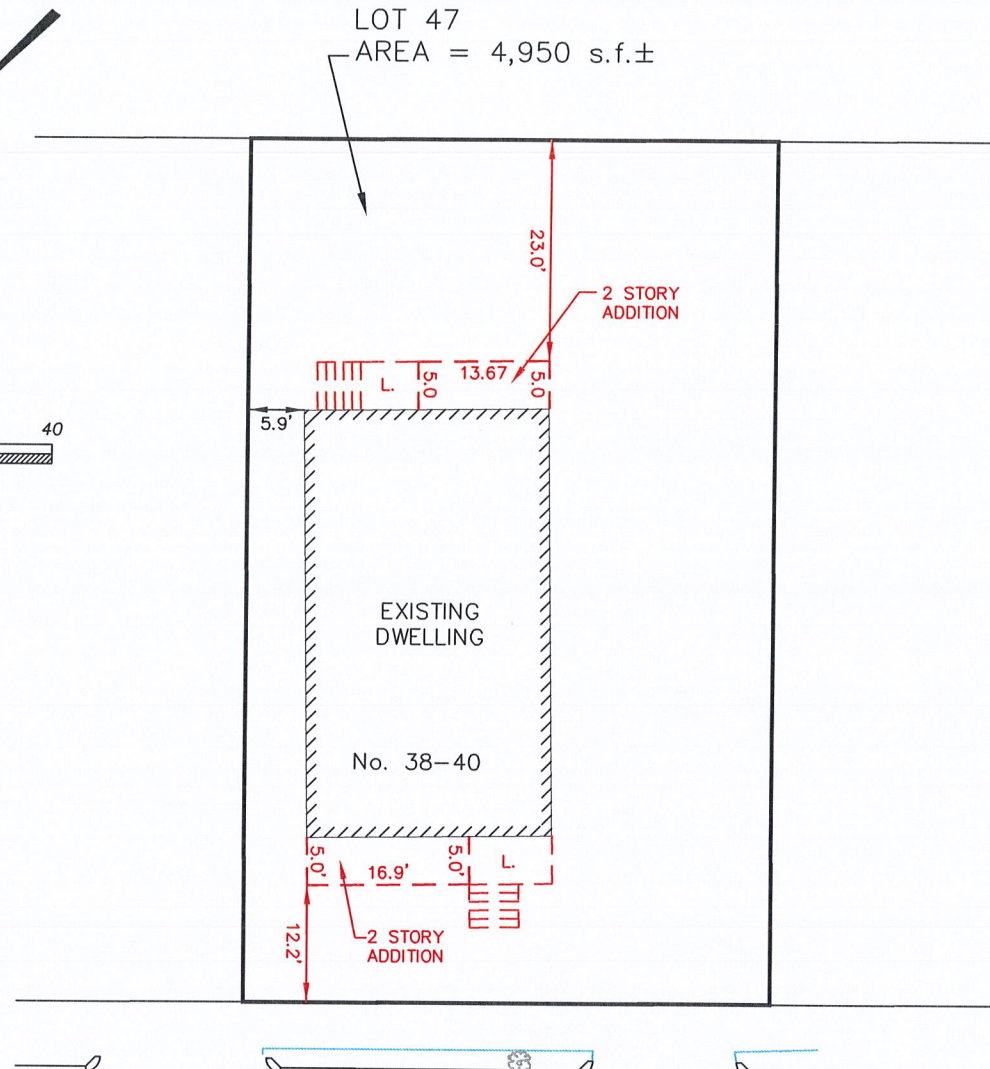 LOT 47
AREA = 4,950 s.f.±
23.0'
2 STORY
ADDITION
L.
5.0
13.67
5.0
5.9'
40
EXISTING
DWELLING
No. 38-40
5.0'
16.9'
5.0'
L.
12.2'
2 STORY
ADDITION